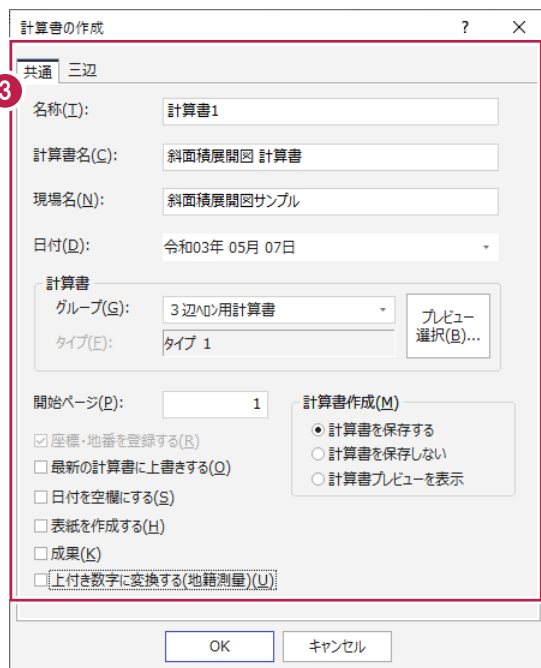 計算書の作成 ? ×
3
共通 三辺
名称(T): 計算書1
計算書名(C): 斜面積展開図 計算書
現場名(N): 斜面積展開図サンプル
日付(D): 令和03年 05月 07日
計算書
グループ(G): 3辺ヘロン用計算書
タイプ(E): タイプ 1
プレビュー
選択(B)...
開始ページ(P): 1
計算書作成(M)
計算書を保存する
計算書を保存しない
計算書プレビューを表示
座標・地番を登録する(R)
最新の計算書に上書きする(O)
日付を空欄にする(S)
表紙を作成する(H)
成果(K)
上付き数字に変換する(地籍測量)(U)
OK キャンセル